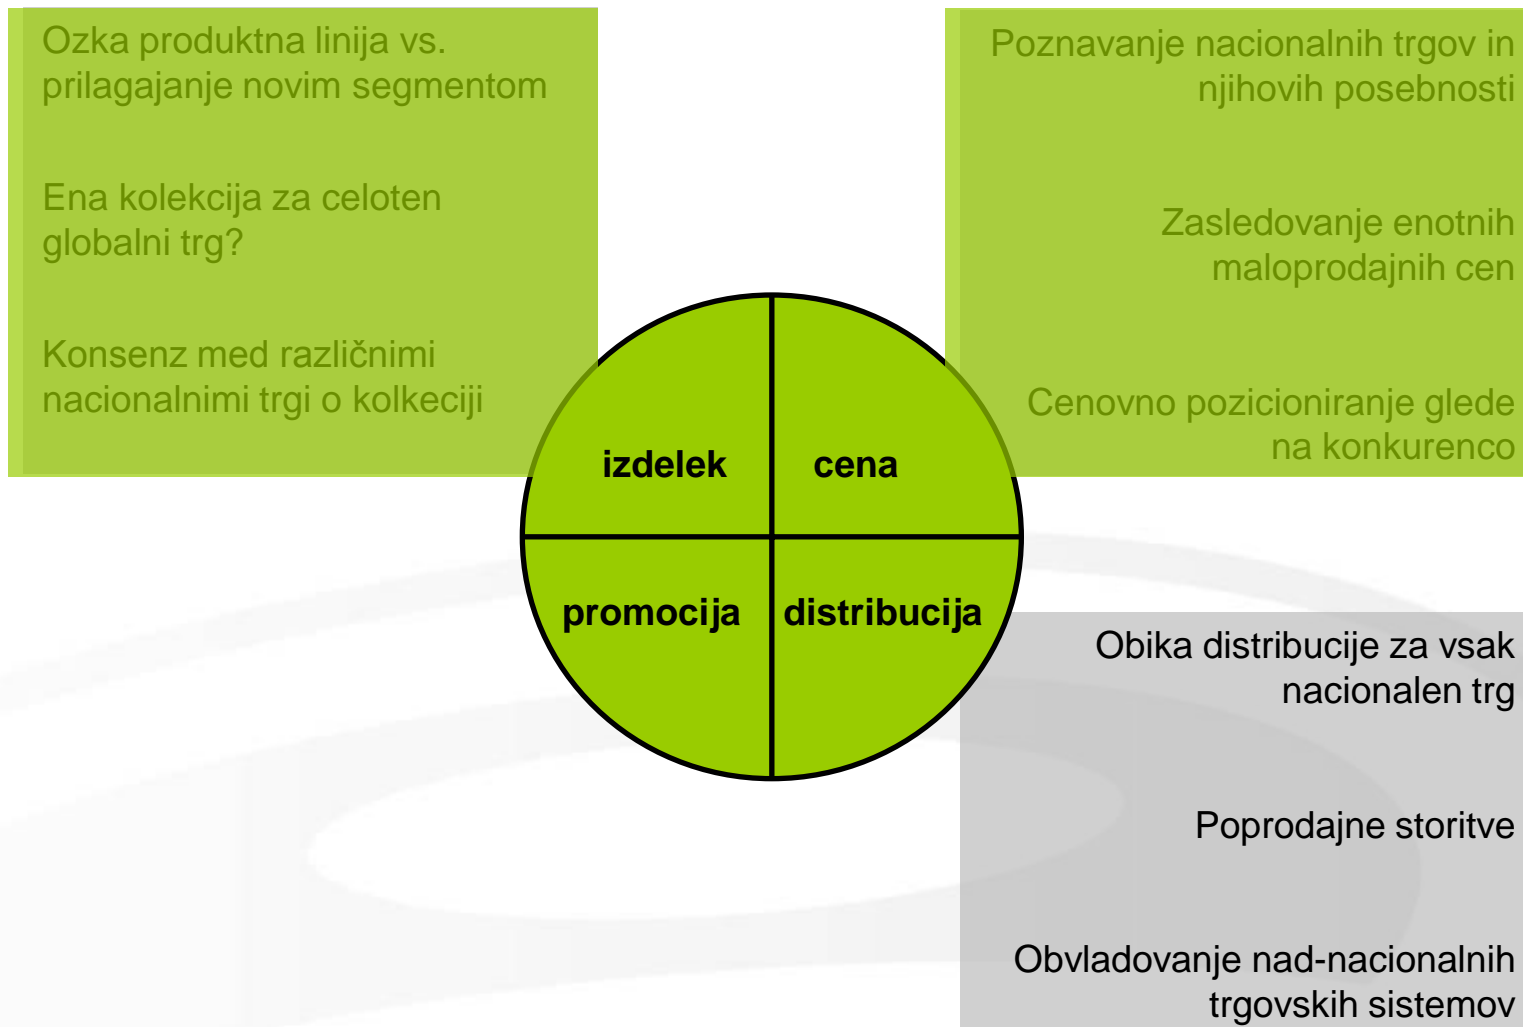 Ozka produktna linija vs.
prilagajanje novim segmentom
Ena kolekcija za celoten
globalni trg?
Konsenz med različnimi
nacionalnimi trgi o kolkeciji
Poznavanje nacionalnih trgov in
njihovih posebnosti
Zasledovanje enotnih
maloprodajnih cen
Cenovno pozicioniranje glede
na konkurenco
izdelek
cena
promocija
distribucija
Obika distribucije za vsak
nacionalen trg
Poprodajne storitve
Obvladovanje nad-nacionalnih
trgovskih sistemov